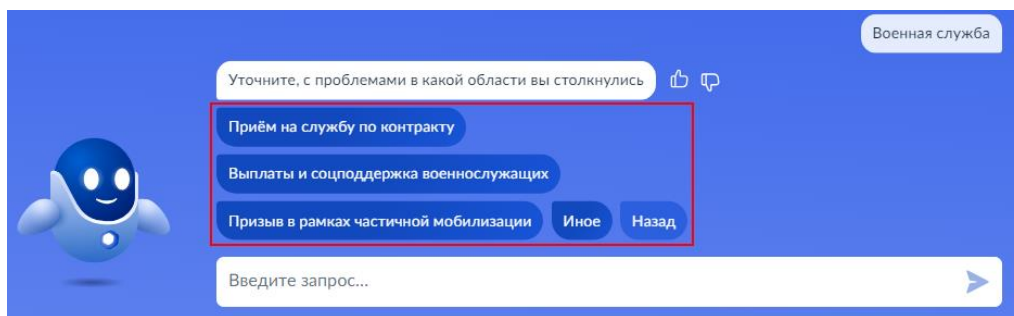 Военная служба
Уточните, с проблемами в какой области вы столкнулись
Приём на службу по контракту
Выплаты и соцподдержка военнослужащих
Призыв в рамках частичной мобилизации Иное Назад
Введите запрос...